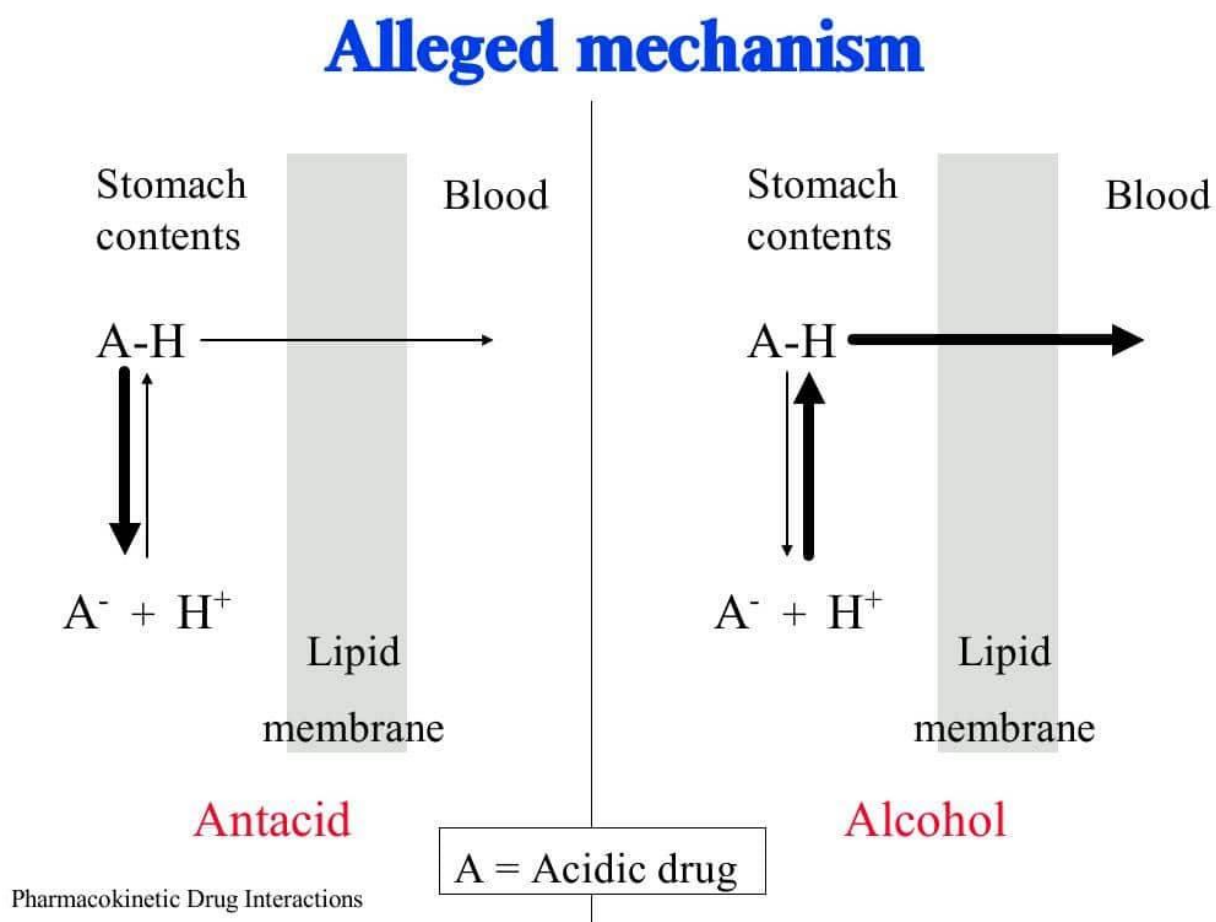 Alleged mechanism
Stomach
contents
Blood
A-H
A⁻ + H⁺
Lipid
membrane
Antacid
Stomach
contents
Blood
A-H
A⁻ + H⁺
Lipid
membrane
Alcohol
A = Acidic drug
Pharmacokinetic Drug Interactions